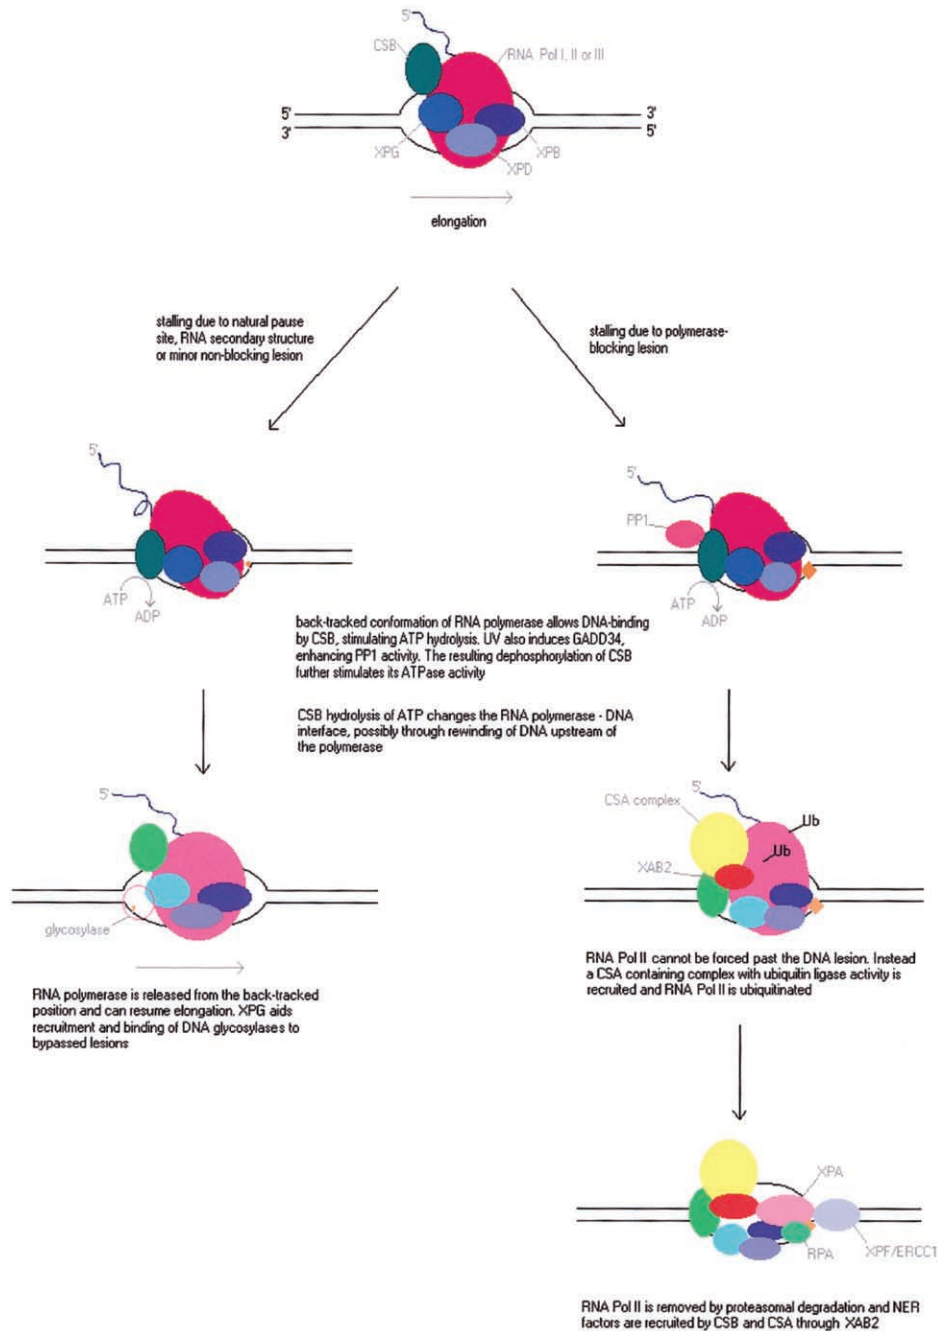 5'
CSB
RNA Pol I, II or III
5'
3'
3'
5'
XPG
XPB
XPD
elongation
stalling due to natural pause
site, RNA secondary structure
or minor non-blocking lesion
stalling due to polymerase-
blocking lesion
5'
5'
PP1
ATP
ADP
ATP
ADP
back-tracked conformation of RNA polymerase allows DNA-binding
by CSB, stimulating ATP hydrolysis. UV also induces GADD34,
enhancing PP1 activity. The resulting dephosphorylation of CSB
further stimulates its ATPase activity
CSB hydrolysis of ATP changes the RNA polymerase - DNA
interface, possibly through rewinding of DNA upstream of
the polymerase
5'
glycosylase
5'
CSA complex
Ub
Ub
XAB2
RNA polymerase is released from the back-tracked
position and can resume elongation. XPG aids
recruitment and binding of DNA glycosylases to
bypassed lesions
RNA Pol II cannot be forced past the DNA lesion. Instead
a CSA containing complex with ubiquitin ligase activity is
recruited and RNA Pol II is ubiquitinated
XPA
RPA
XPF/ERCC1
RNA Pol II is removed by proteasomal degradation and NER
factors are recruited by CSB and CSA through XAB2